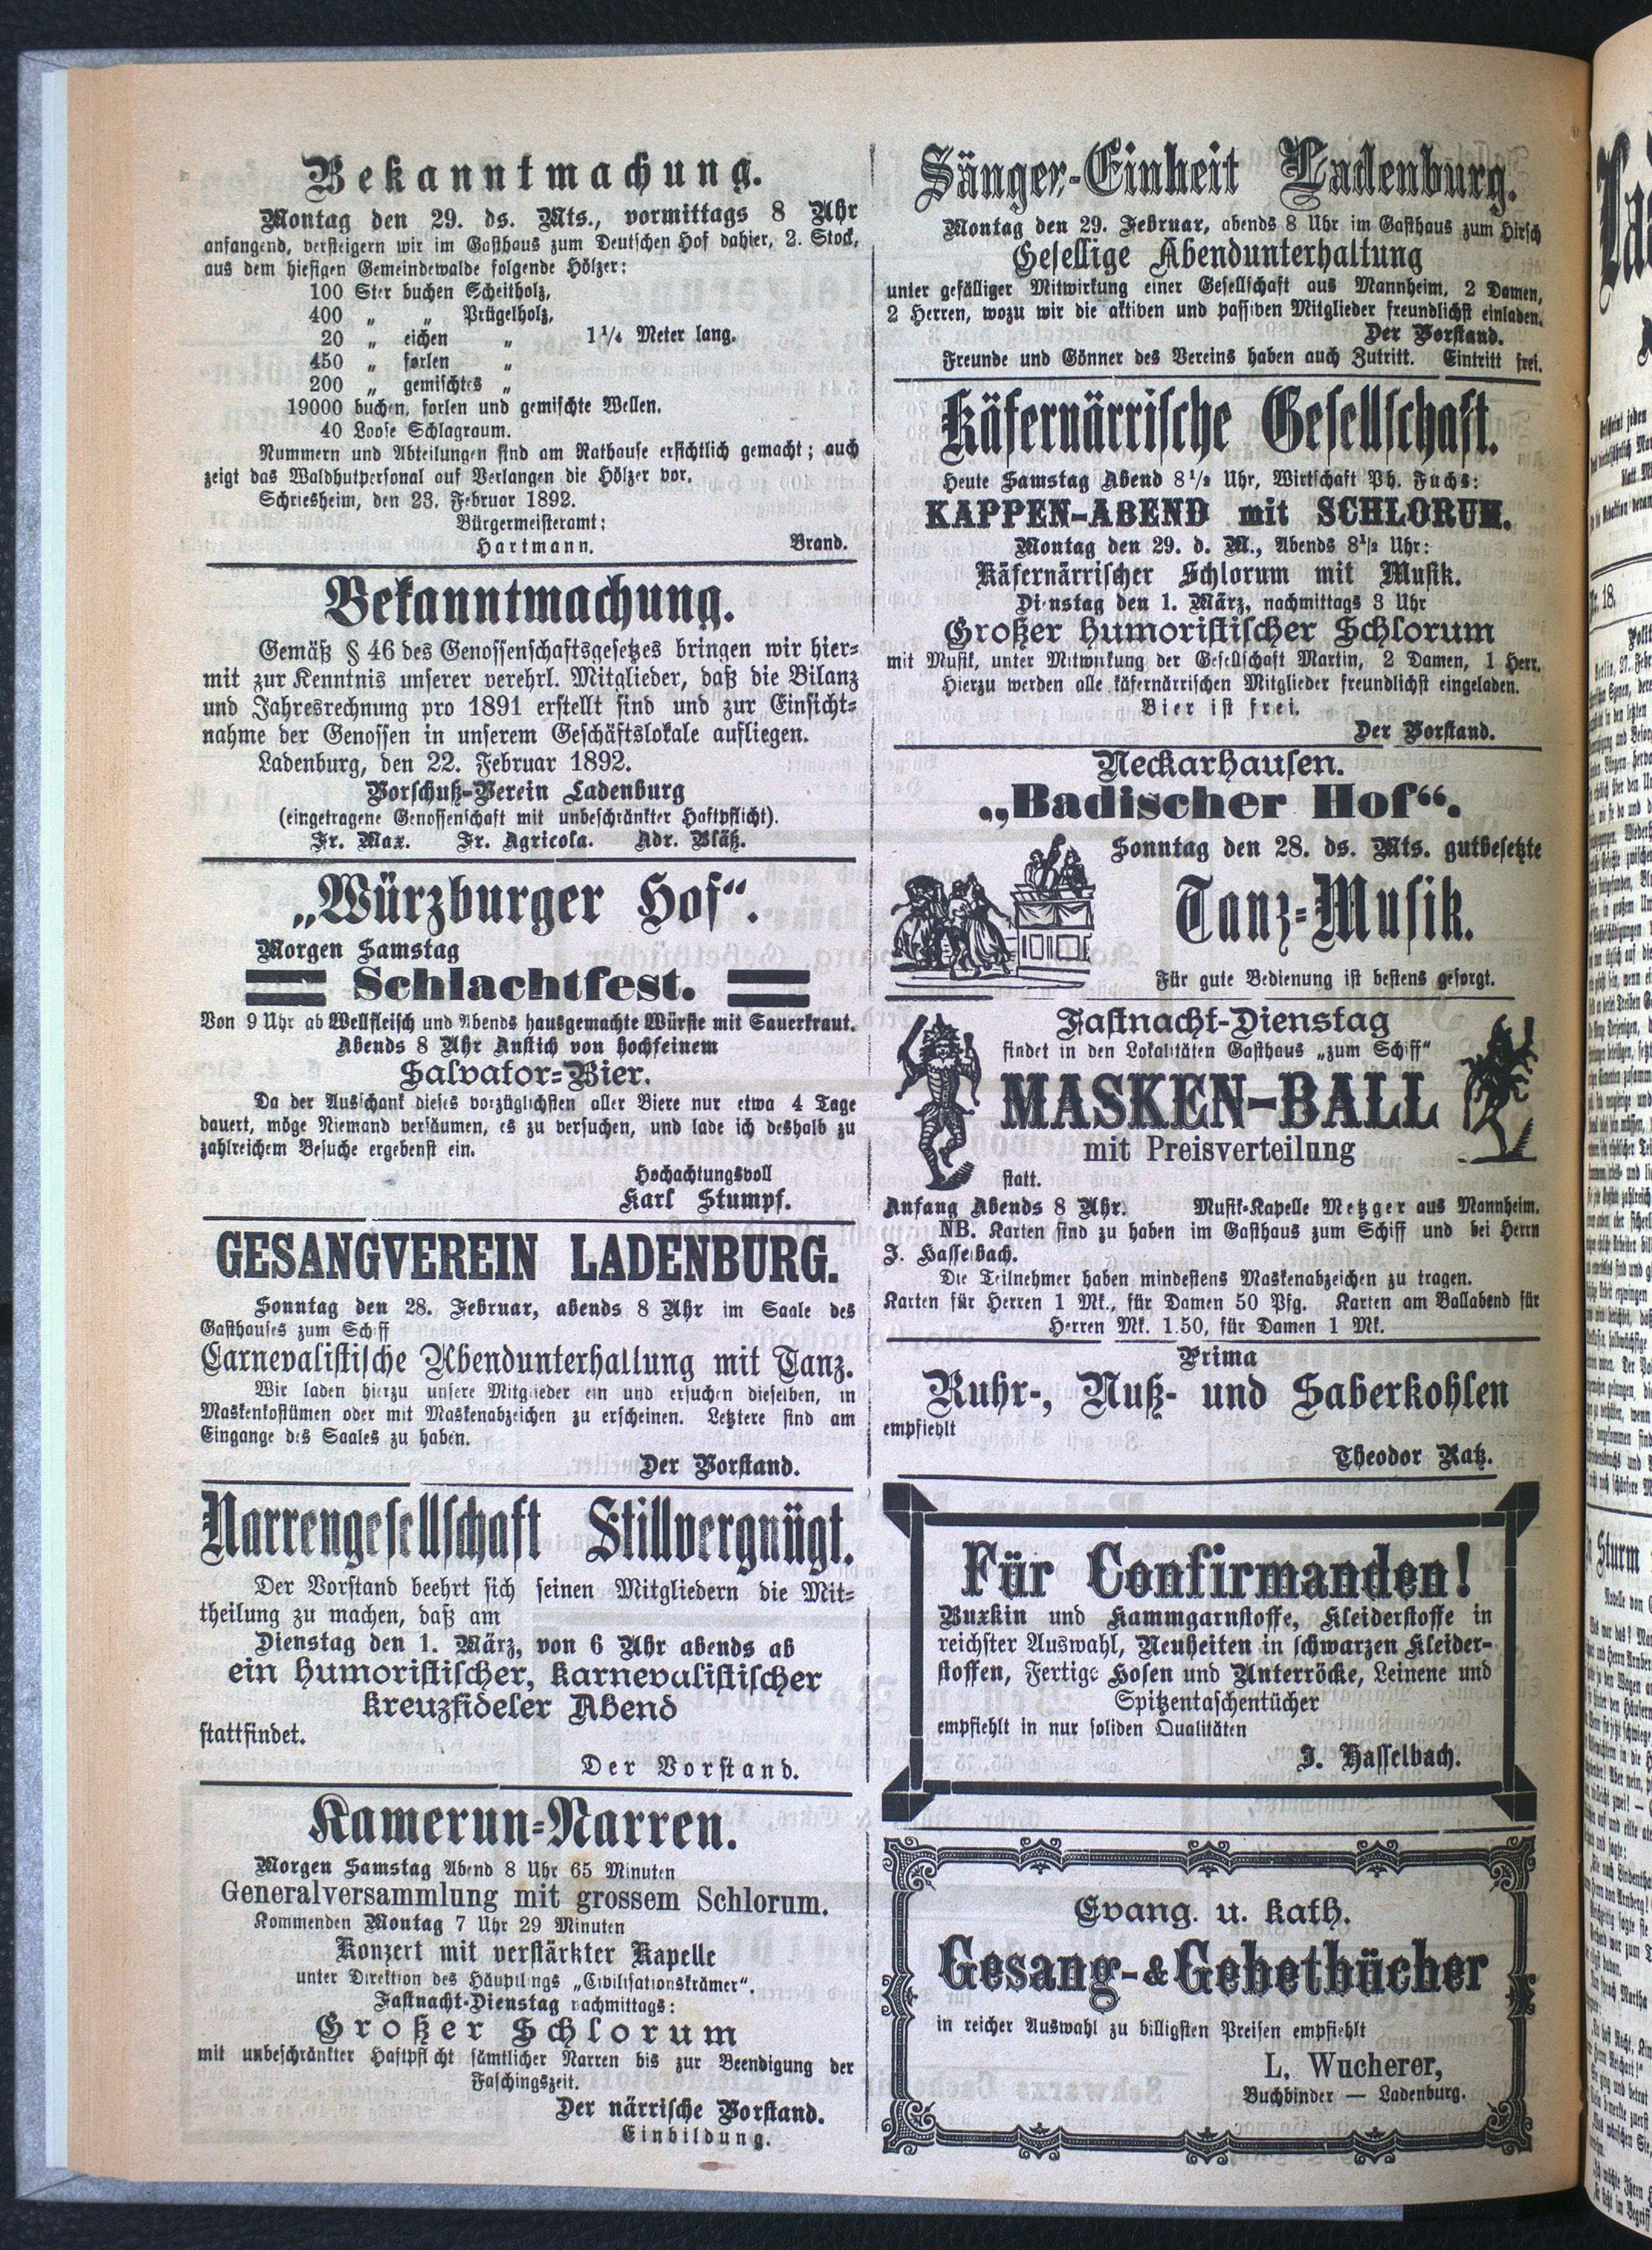 Bekanntmachung.
Montag den 29. ds. Mts., vormittags 8 Uhr
anfangend, versteigern wir im Gasthaus zum Deutschen Hof dahier, 2. Stock,
aus dem hiesigen Gemeindewalde folgende Hölzer:
100 Ster buchen Scheitholz,
400 „ „ Prügelholz,
20 „ eichen „ 1¼ Meter lang.
450 „ forlen „
200 „ gemischtes „
19000 buchen, forlen und gemischte Wellen.
40 Loose Schlagraum.
Nummern und Abteilungen sind am Rathause ersichtlich gemacht; auch
zeigt das Waldhutpersonal auf Verlangen die Hölzer vor.
Schriesheim, den 23. Februar 1892.
Bürgermeisteramt:
Hartmann. Brand.
Bekanntmachung.
Gemäß § 46 des Genossenschaftsgesetzes bringen wir hier-
mit zur Kenntnis unserer verehrl. Mitglieder, daß die Bilanz
und Jahresrechnung pro 1891 erstellt sind und zur Einsicht-
nahme der Genossen in unserem Geschäftslokale aufliegen.
Ladenburg, den 22. Februar 1892.
Vorschuß-Verein Ladenburg
(eingetragene Genossenschaft mit unbeschränkter Haftpflicht).
Fr. Max. Fr. Agricola. Adr. Bläß.
„Würzburger Hof“.
Morgen Samstag
Schlachtfest.
Von 9 Uhr ab Wellfleisch und Abends hausgemachte Würste mit Sauerkraut.
Abends 8 Uhr Anstich von hochfeinem
Salvator-Bier.
Da der Ausschank dieses vorzüglichsten aller Biere nur etwa 4 Tage
dauert, möge Niemand versäumen, es zu versuchen, und lade ich deshalb zu
zahlreichem Besuche ergebenst ein.
Hochachtungsvoll
Karl Stumpf.
GESANGVEREIN LADENBURG.
Sonntag den 28. Februar, abends 8 Uhr im Saale des
Gasthauses zum Schiff
Carnevalistische Abendunterhaltung mit Tanz.
Wir laden hierzu unsere Mitglieder ein und ersuchen dieselben, in
Maskenkostümen oder mit Maskenabzeichen zu erscheinen. Letztere sind am
Eingange des Saales zu haben.
Der Vorstand.
Narrengesellschaft Stillvergnügt.
Der Vorstand beehrt sich seinen Mitgliedern die Mit-
theilung zu machen, daß am
Dienstag den 1. März, von 6 Uhr abends ab
ein humoristischer, karnevalistischer
kreuzfideler Abend
stattfindet.
Der Vorstand.
Kamerun-Narren.
Morgen Samstag Abend 8 Uhr 65 Minuten
Generalversammlung mit grossem Schlorum.
Kommenden Montag 7 Uhr 29 Minuten
Konzert mit verstärkter Kapelle
unter Direktion des Häuptlings „Civilisationskrämer“.
Fastnacht-Dienstag nachmittags:
Großer Schlorum
mit unbeschränkter Haftpflicht sämtlicher Narren bis zur Beendigung der
Faschingszeit.
Der närrische Vorstand.
Einbildung.
Sänger-Einheit Ladenburg.
Montag den 29. Februar, abends 8 Uhr im Gasthaus zum Hirsch
Gesellige Abendunterhaltung
unter gefälliger Mitwirkung einer Gesellschaft aus Mannheim, 2 Damen,
2 Herren, wozu wir die aktiven und passiven Mitglieder freundlichst einladen.
Der Vorstand.
Freunde und Gönner des Vereins haben auch Zutritt. Eintritt frei.
Käfernärrische Gesellschaft.
Heute Samstag Abend 8½ Uhr, Wirtschaft Ph. Fuchs:
KAPPEN-ABEND mit SCHLORUM.
Montag den 29. d. M., Abends 8½ Uhr:
Käfernärrischer Schlorum mit Musik.
Dienstag den 1. März, nachmittags 3 Uhr
Großer humoristischer Schlorum
mit Musik, unter Mitwirkung der Gesellschaft Martin, 2 Damen, 1 Herr.
Hierzu werden alle käfernärrischen Mitglieder freundlichst eingeladen.
Bier ist frei.
Der Vorstand.
Neckarhausen.
„Badischer Hof“.
Sonntag den 28. ds. Mts. gutbesetzte
Tanz-Musik.
Für gute Bedienung ist bestens gesorgt.
Fastnacht-Dienstag
findet in den Lokalitäten Gasthaus „zum Schiff“
MASKEN-BALL
mit Preisverteilung
statt.
Anfang Abends 8 Uhr. Musik-Kapelle Metzger aus Mannheim.
NB. Karten sind zu haben im Gasthaus zum Schiff und bei Herrn
J. Hasselbach.
Die Teilnehmer haben mindestens Maskenabzeichen zu tragen.
Karten für Herren 1 Mk., für Damen 50 Pfg. Karten am Ballabend für
Herren Mk. 1.50, für Damen 1 Mk.
Prima
Ruhr-, Nuß- und Saberkohlen
empfiehlt
Theodor Katz.
Für Confirmanden!
Buxkin und Kammgarnstoffe, Kleiderstoffe in
reichster Auswahl, Neuheiten in schwarzen Kleider-
stoffen, Fertige Hosen und Unterröcke, Leinene und
Spitzentaschentücher
empfiehlt in nur soliden Qualitäten
J. Hasselbach.
Evang. u. kath.
Gesang- & Gebetbücher
in reicher Auswahl zu billigsten Preisen empfiehlt
L. Wucherer,
Buchbinder — Ladenburg.